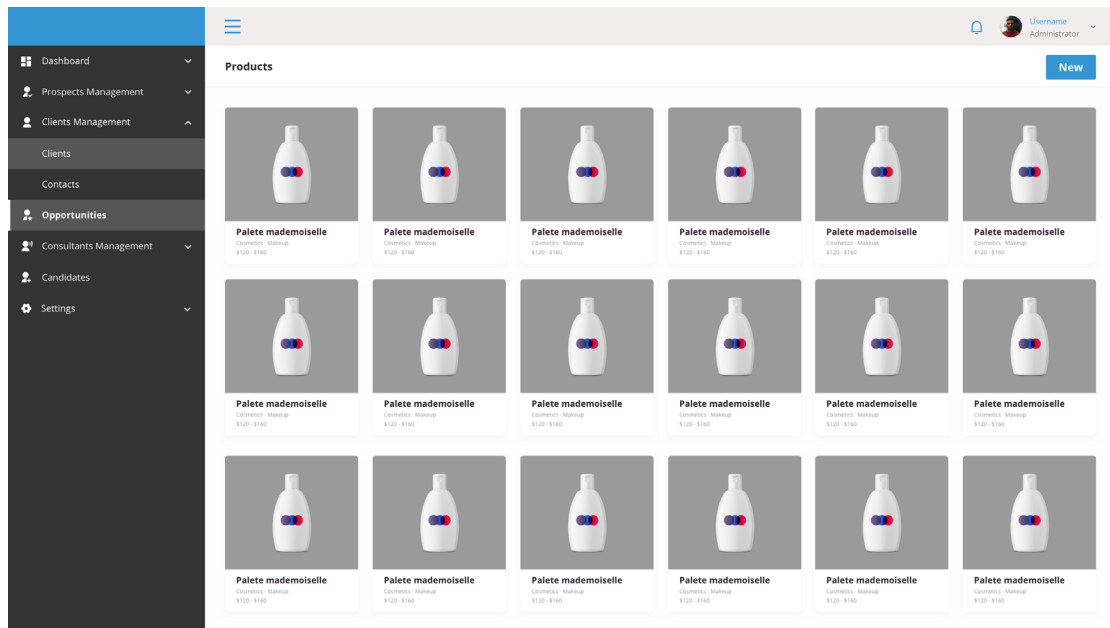 Username
Administrator
Dashboard
Prospects Management
Clients Management
Clients
Contacts
Opportunities
Consultants Management
Candidates
Settings
Products
New
Palete mademoiselle
Cosmetics · Makeup
$120 - $160
Palete mademoiselle
Cosmetics · Makeup
$120 - $160
Palete mademoiselle
Cosmetics · Makeup
$120 - $160
Palete mademoiselle
Cosmetics · Makeup
$120 - $160
Palete mademoiselle
Cosmetics · Makeup
$120 - $160
Palete mademoiselle
Cosmetics · Makeup
$120 - $160
Palete mademoiselle
Cosmetics · Makeup
$120 - $160
Palete mademoiselle
Cosmetics · Makeup
$120 - $160
Palete mademoiselle
Cosmetics · Makeup
$120 - $160
Palete mademoiselle
Cosmetics · Makeup
$120 - $160
Palete mademoiselle
Cosmetics · Makeup
$120 - $160
Palete mademoiselle
Cosmetics · Makeup
$120 - $160
Palete mademoiselle
Cosmetics · Makeup
$120 - $160
Palete mademoiselle
Cosmetics · Makeup
$120 - $160
Palete mademoiselle
Cosmetics · Makeup
$120 - $160
Palete mademoiselle
Cosmetics · Makeup
$120 - $160
Palete mademoiselle
Cosmetics · Makeup
$120 - $160
Palete mademoiselle
Cosmetics · Makeup
$120 - $160